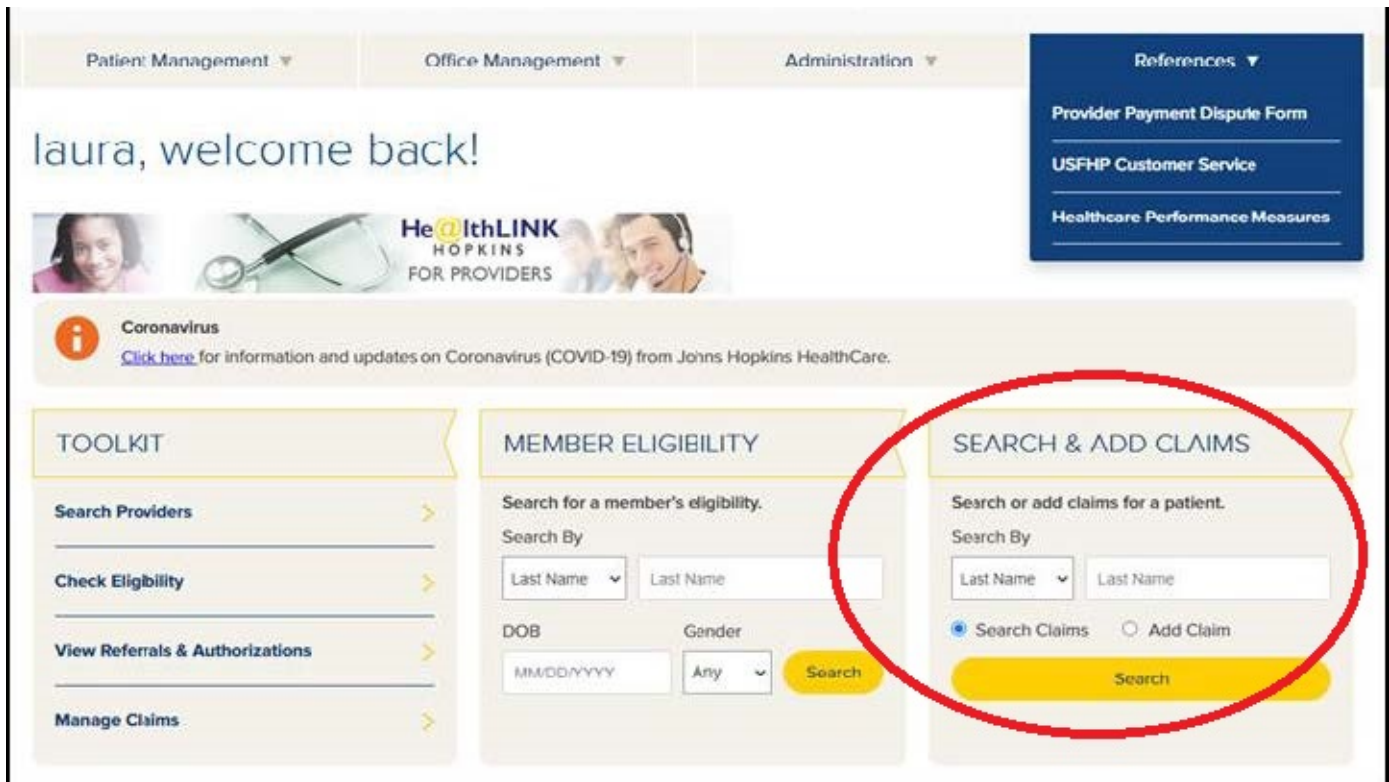 Patient Management ▼
Office Management ▼
Administration ▼
References ▼
Provider Payment Dispute Form
USFHP Customer Service
Healthcare Performance Measures
laura, welcome back!
He@lthLINK
HOPKINS
FOR PROVIDERS
Coronavirus
Click here for information and updates on Coronavirus (COVID-19) from Johns Hopkins HealthCare.
TOOLKIT
Search Providers
Check Eligibility
View Referrals & Authorizations
Manage Claims
MEMBER ELIGIBILITY
Search for a member's eligibility.
Search By
Last Name Last Name
DOB Gender
MM/DD/YYYY Any Search
SEARCH & ADD CLAIMS
Search or add claims for a patient.
Search By
Last Name Last Name
Search Claims Add Claim
Search